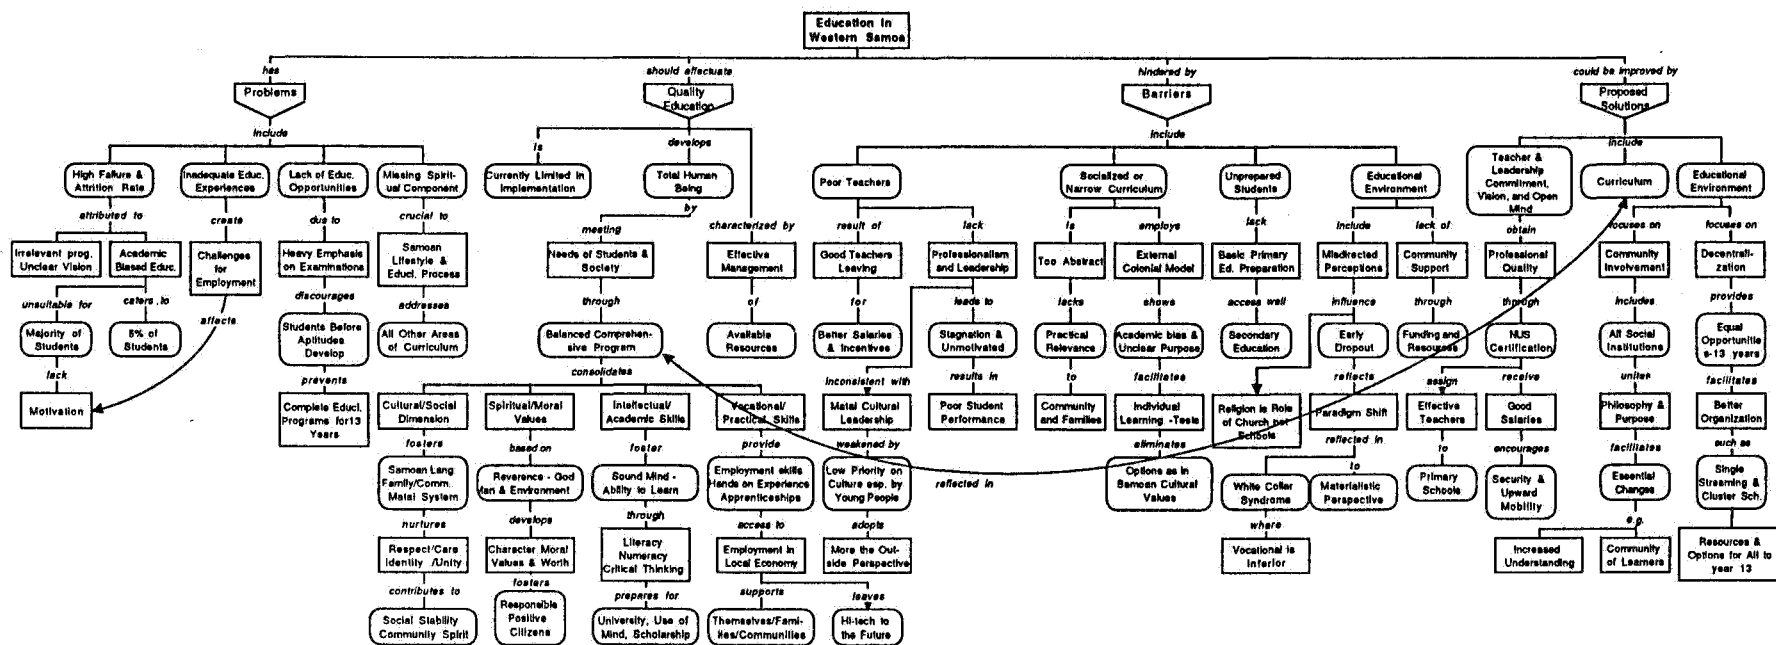 Education In
Western Samoa
has
should effectuate
hindered by
could be improved by
Problems
Quality
Education
Barriers
Proposed
Solutions
include
is
develops
include
include
High Failure &
Attrition Rate
Inadequate Educ.
Experiences
Lack of Educ.
Opportunities
Missing Spirit-
ual Component
Currently Limited in
Implementation
Total Human
Being
Poor Teachers
Socialized or
Narrow Curriculum
Unprepared
Students
Educational
Environment
Teacher &
Leadership
Commitment,
Vision, and Open
Mind
Curriculum
Educational
Environment
attributed to
create
due to
crucial to
by
meeting
characterized by
result of
lack
is
employs
lack
include
lack of
obtain
focuses on
focuses on
Irrelevant prog.
Unclear Vision
Academic
Biased Educ.
Challenges
for
Employment
Heavy Emphasis
on Examinations
Samoan
Lifestyle &
Educl. Process
Needs of Students &
Society
Effective
Management
Good Teachers
Leaving
Professionalism
and Leadership
Too Abstract
External
Colonial Model
Basic Primary
Ed. Preparation
Misdirected
Perceptions
Community
Support
Professional
Quality
Community
Involvement
Decentrali-
zation
unsuitable for
caters to
affects
discourages
addresses
through
of
for
leads to
lacks
shows
access well
influence
through
through
includes
provides
Majority of
Students
5% of
Students
Students Before
Aptitudes
Develop
All Other Areas
of Curriculum
Balanced Comprehen-
sive Program
Available
Resources
Better Salaries
& Incentives
Stagnation &
Unmotivated
Practical
Relevance
Academic bias &
Unclear Purpose
Secondary
Education
Early
Dropout
Funding and
Resources
NUS
Certification
All Social
Institutions
Equal
Opportunitie
s-13 years
lack
prevents
consolidates
inconsistent with
results in
to
facilitates
reflects
assign
receive
unites
facilitates
Motivation
Complete Educl.
Programs for13
Years
Cultural/Social
Dimension
Spiritual/Moral
Values
Intellectual/
Academic Skills
Vocational/
Practical Skills
Matai Cultural
Leadership
Poor Student
Performance
Community
and Families
Individual
Learning -Tests
Religion is Role
of Church not
Schools
Paradigm Shift
Effective
Teachers
Good
Salaries
Philosophy &
Purpose
Better
Organization
fosters
based on
foster
provide
weakened by
eliminates
reflected in
to
encourages
facilitates
such as
Samoan Lang
Family/Comm.
Matai System
Reverence - God
Man & Environment
Sound Mind -
Ability to Learn
Employment skills
Hands on Experience
Apprenticeships
Low Priority on
Culture esp. by
Young People
reflected in
Options as in
Samoan Cultural
Values
White Collar
Syndrome
to
Materialistic
Perspective
Primary
Schools
Security &
Upward
Mobility
Essential
Changes
Single
Streaming &
Cluster Sch.
nurtures
develops
through
access to
adopts
where
e.g.
Respect/Care
Identity /Unity
Character Moral
Values & Worth
Literacy
Numeracy
Critical Thinking
Employment in
Local Economy
More the Out-
side Perspective
Vocational is
Inferior
Increased
Understanding
Community
of Learners
Resources &
Options for All to
year 13
contributes to
fosters
prepares for
supports
leaves
Social Stability
Community Spirit
Responsible
Positive
Citizens
University, Use of
Mind, Scholarship
Themselves/Fami-
lies/Communities
Hi-tech to
the Future